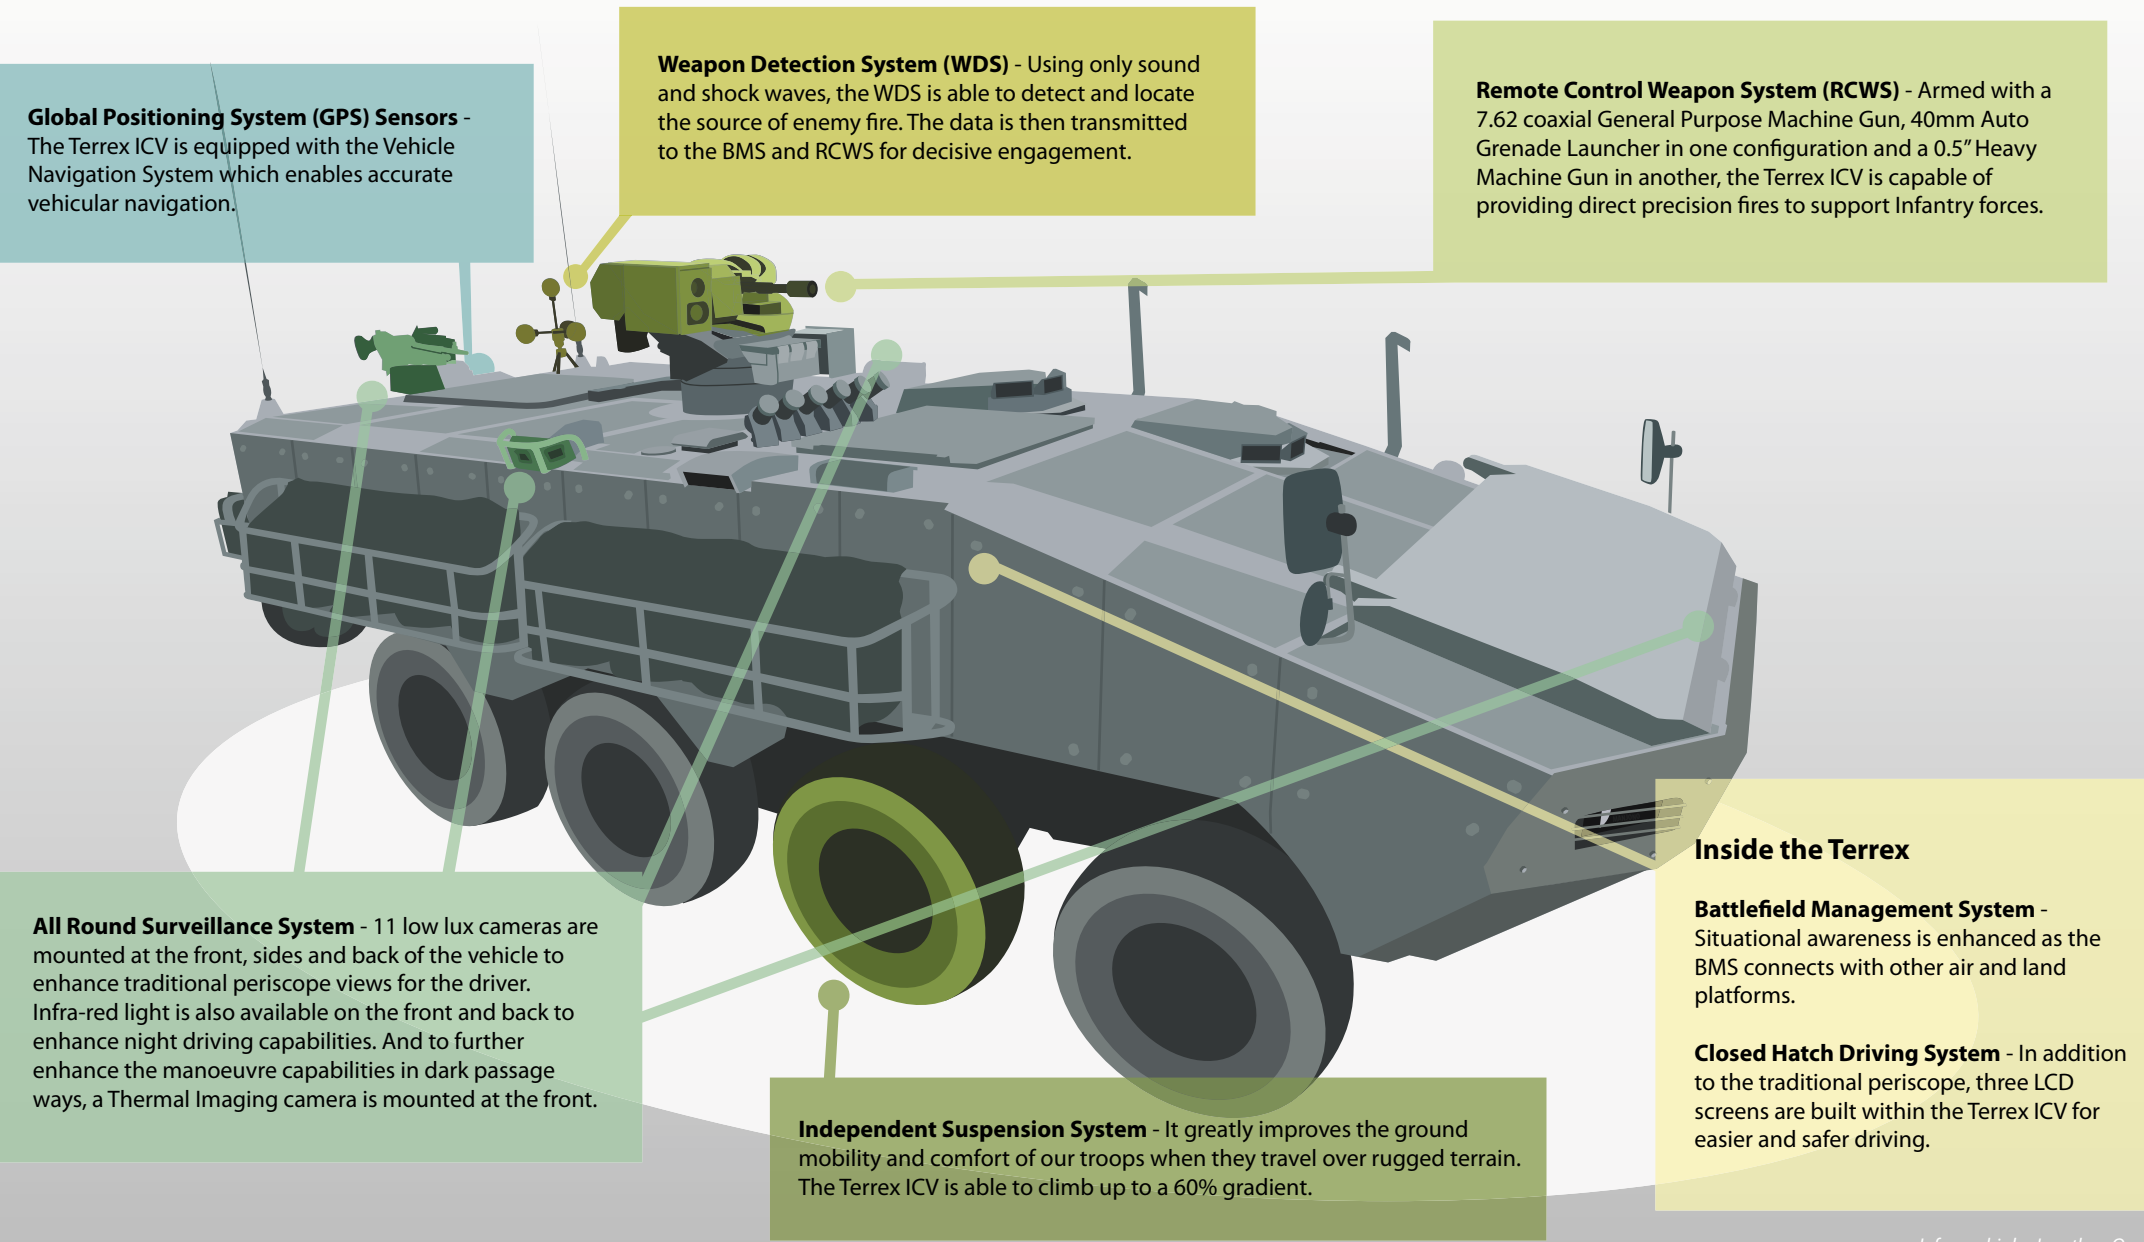 Global Positioning System (GPS) Sensors -
The Terrex ICV is equipped with the Vehicle
Navigation System which enables accurate
vehicular navigation.
Weapon Detection System (WDS) - Using only sound
and shock waves, the WDS is able to detect and locate
the source of enemy fire. The data is then transmitted
to the BMS and RCWS for decisive engagement.
Remote Control Weapon System (RCWS) - Armed with a
7.62 coaxial General Purpose Machine Gun, 40mm Auto
Grenade Launcher in one configuration and a 0.5” Heavy
Machine Gun in another, the Terrex ICV is capable of
providing direct precision fires to support Infantry forces.
All Round Surveillance System - 11 low lux cameras are
mounted at the front, sides and back of the vehicle to
enhance traditional periscope views for the driver.
Infra-red light is also available on the front and back to
enhance night driving capabilities. And to further
enhance the manoeuvre capabilities in dark passage
ways, a Thermal Imaging camera is mounted at the front.
Independent Suspension System - It greatly improves the ground
mobility and comfort of our troops when they travel over rugged terrain.
The Terrex ICV is able to climb up to a 60% gradient.
Inside the Terrex
Battlefield Management System -
Situational awareness is enhanced as the
BMS connects with other air and land
platforms.
Closed Hatch Driving System - In addition
to the traditional periscope, three LCD
screens are built within the Terrex ICV for
easier and safer driving.